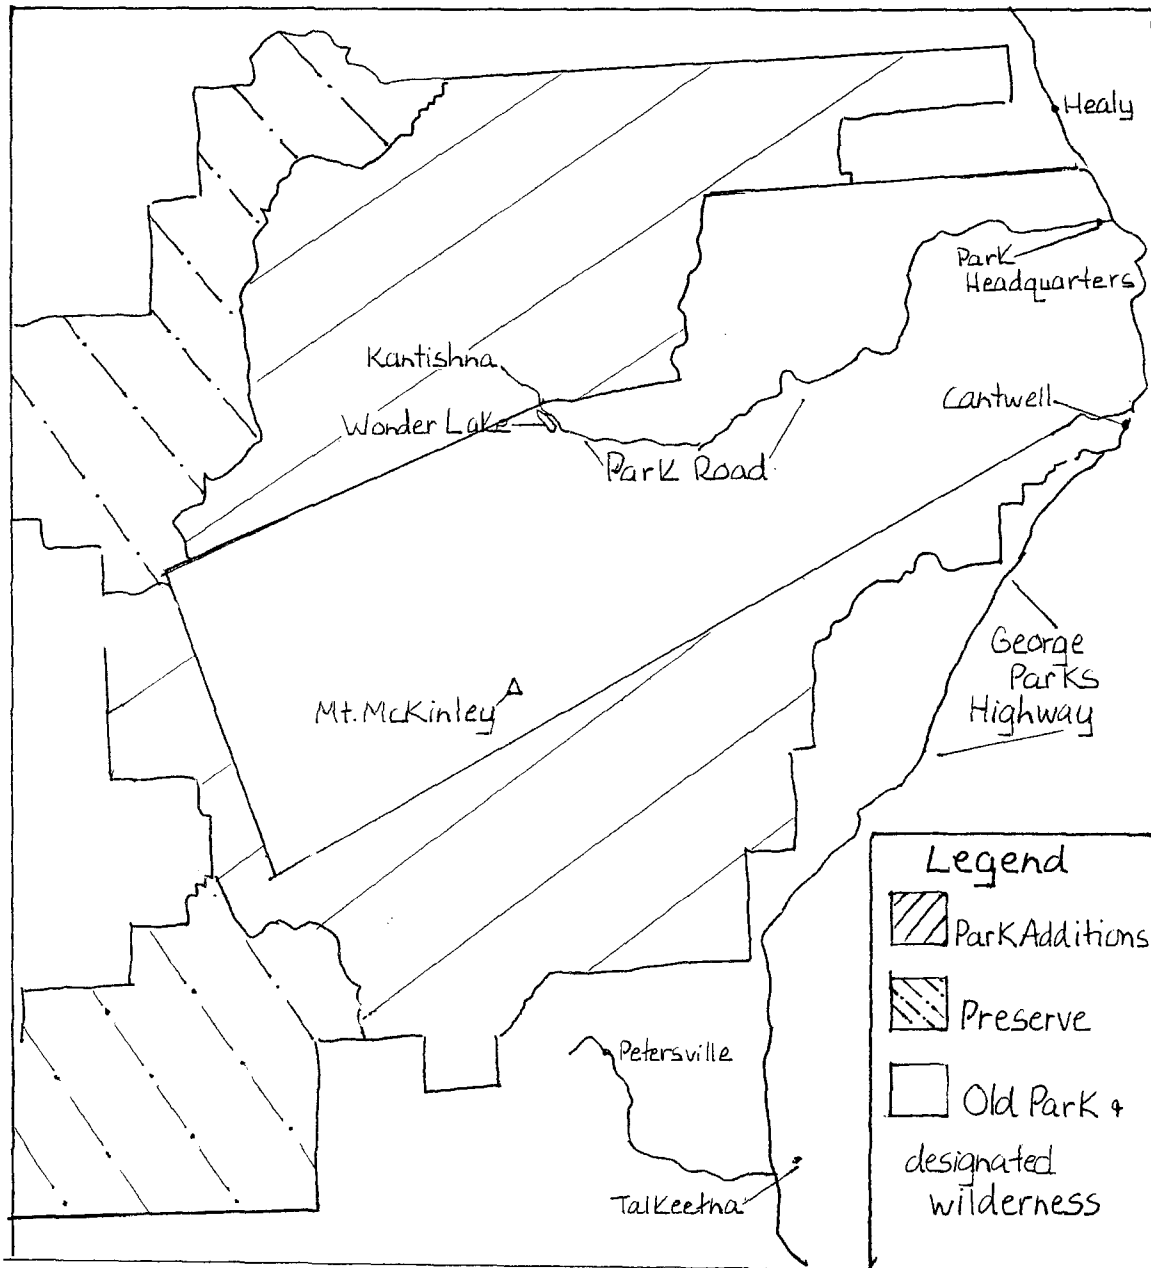 Healy
Park
Headquarters
Kantishna
Wonder Lake
Park Road
Cantwell
George
Parks
Highway
Mt. McKinley
Legend
Park Additions
Preserve
Old Park &
designated
wilderness
Petersville
Talkeetna